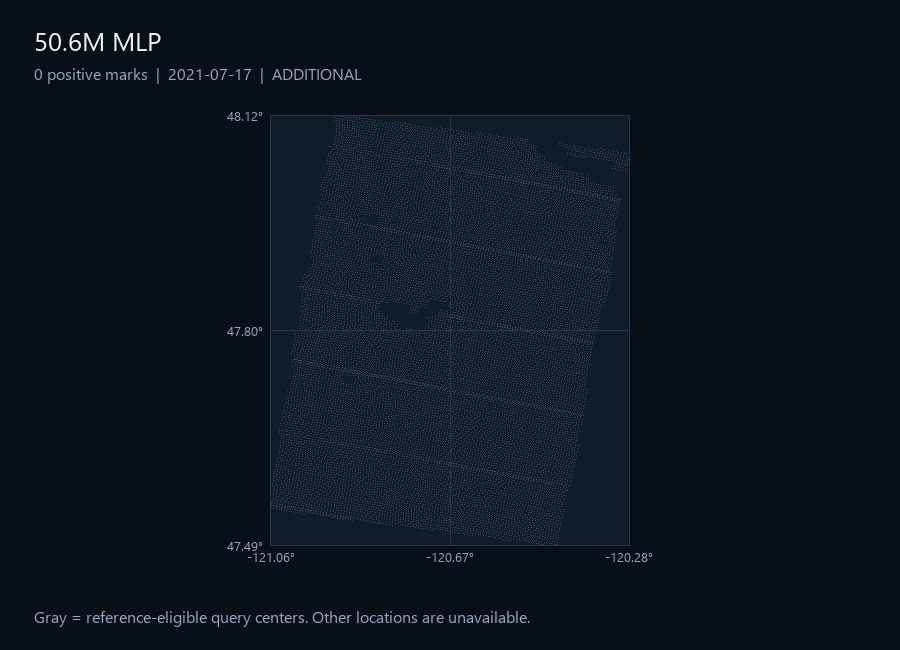 50.6M MLP
0 positive marks | 2021-07-17 | ADDITIONAL
48.12°
47.80°
47.49°
-121.06° -120.67° -120.28°
Gray = reference-eligible query centers. Other locations are unavailable.